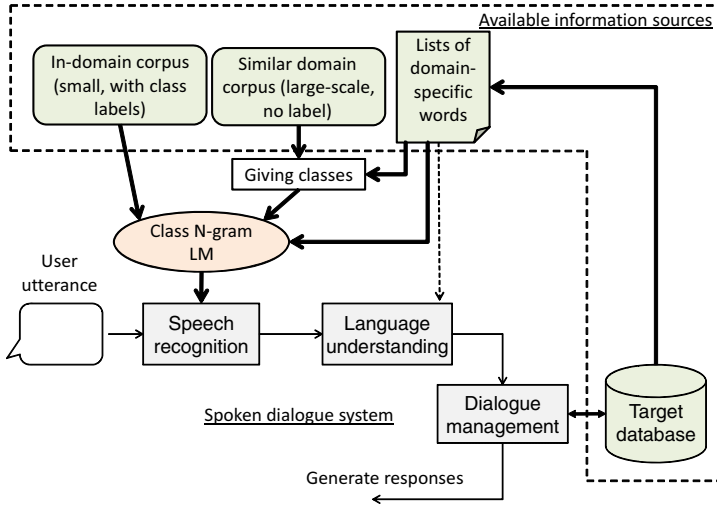 Available information sources
In-domain corpus
(small, with class
labels)
Similar domain
corpus (large-scale,
no label)
Lists of
domain-
specific
words
Giving classes
Class N-gram
LM
User
utterance
Speech
recognition
Language
understanding
Dialogue
management
Target
database
Spoken dialogue system
Generate responses